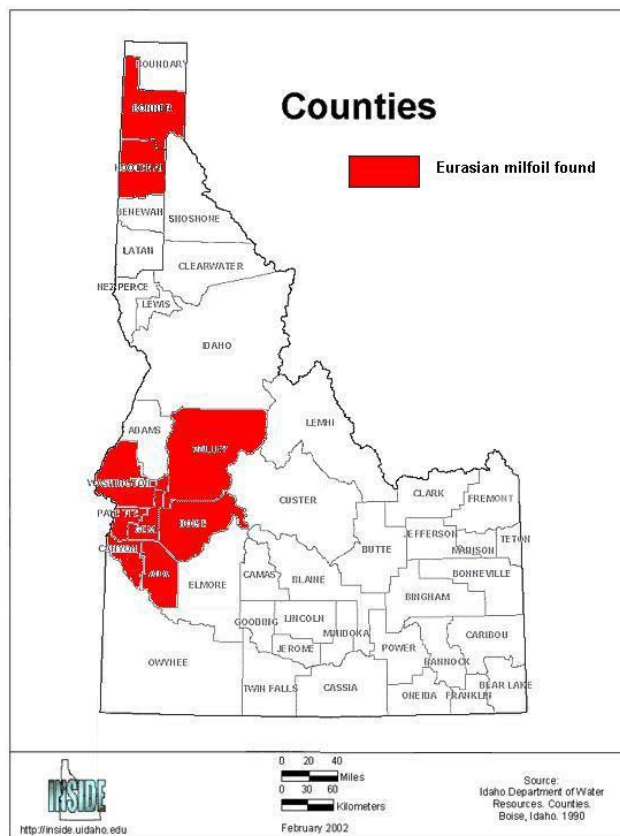 BOUNDARY
Counties
BONNER
Eurasian milfoil found
KOOTENAI
BENEWAH
SHOSHONE
LATAH
CLEARWATER
NEZ PERCE
LEWIS
IDAHO
ADAMS
LEMHI
VALLEY
WASHINGTON
CUSTER
CLARK
FREMONT
PAYETTE
GEM
BOISE
JEFFERSON
TETON
BUTTE
MADISON
CANYON
ADA
ELMORE
CAMAS
BLAINE
BONNEVILLE
BINGHAM
GOODING
LINCOLN
MINIDOKA
CARIBOU
JEROME
POWER
BANNOCK
OWYHEE
TWIN FALLS
CASSIA
ONEIDA
FRANKLIN
BEAR LAKE
INSIDE
http://inside.uidaho.edu
0 20 40
Miles
0 30 60
Kilometers
February 2002
Source:
Idaho Department of Water
Resources. Counties.
Boise, Idaho. 1990